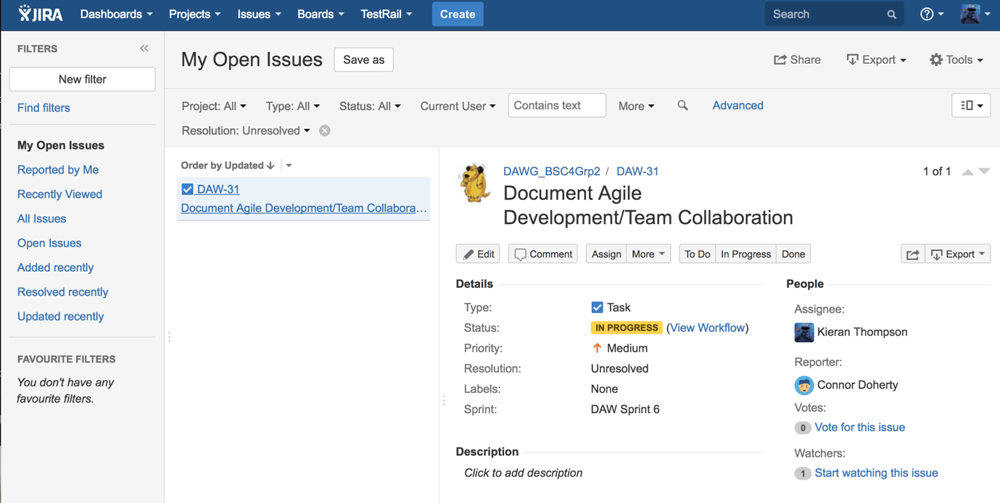 JIRA Dashboards Projects Issues Boards TestRail Create Search
FILTERS
New filter
Find filters
My Open Issues
Reported by Me
Recently Viewed
All Issues
Open Issues
Added recently
Resolved recently
Updated recently
FAVOURITE FILTERS
You don't have any
favourite filters.
My Open Issues Save as Share Export Tools
Project: All Type: All Status: All Current User Contains text More Advanced
Resolution: Unresolved
Order by Updated
DAW-31
Document Agile Development/Team Collabora…
DAWG_BSC4Grp2 / DAW-31 1 of 1
Document Agile
Development/Team Collaboration
Edit Comment Assign More To Do In Progress Done Export
Details
Type: Task
Status: IN PROGRESS (View Workflow)
Priority: Medium
Resolution: Unresolved
Labels: None
Sprint: DAW Sprint 6
Description
Click to add description
People
Assignee:
Kieran Thompson
Reporter:
Connor Doherty
Votes:
0 Vote for this issue
Watchers:
1 Start watching this issue